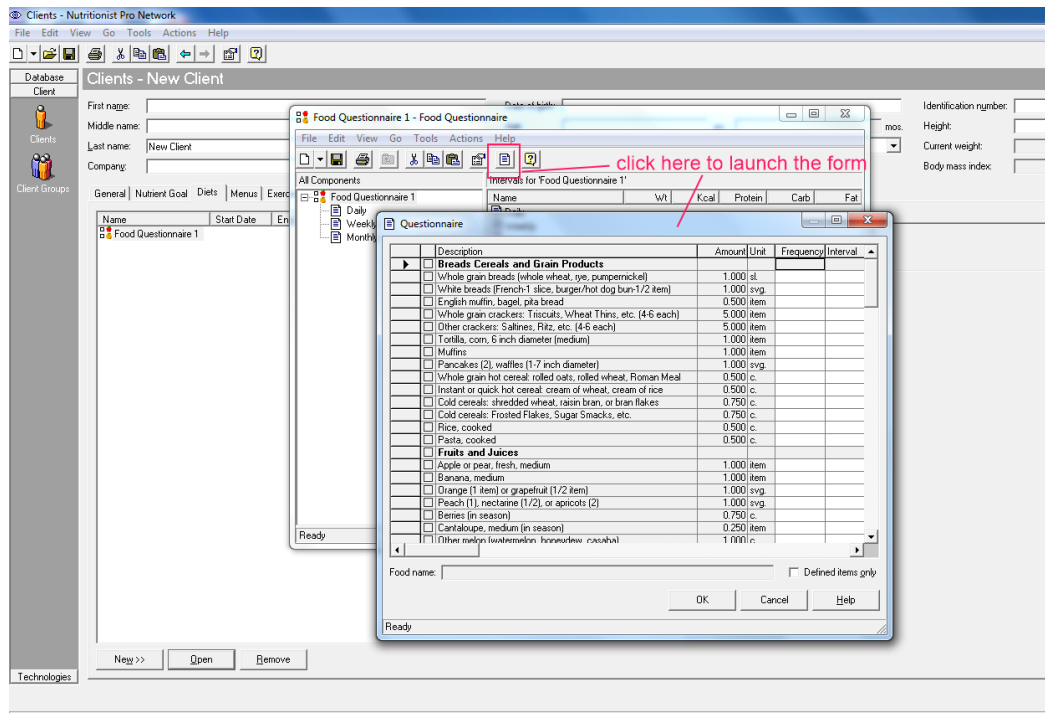 Clients - Nutritionist Pro Network
File Edit View Go Tools Actions Help
Database
Client
Clients
Client Groups
Technologies
Clients - New Client
First name:
Middle name:
Last name: New Client
Company:
mos.
Identification number:
Height:
Current weight:
Body mass index:
General Nutrient Goal Diets Menus Exerc
Name Start Date En
Food Questionnaire 1
New >> Open Remove
Food Questionnaire 1 - Food Questionnaire
File Edit View Go Tools Actions Help
click here to launch the form
All Components
Food Questionnaire 1
Daily
Weekly
Monthly
Intervals for 'Food Questionnaire 1'
Name Wt Kcal Protein Carb Fat
Ready
Questionnaire
Description Amount Unit Frequency Interval
Breads Cereals and Grain Products
Whole grain breads (whole wheat, rye, pumpernickel) 1.000 sl.
White breads (French-1 slice, burger/hot dog bun-1/2 item) 1.000 svg.
English muffin, bagel, pita bread 0.500 item
Whole grain crackers: Triscuits, Wheat Thins, etc. (4-6 each) 5.000 item
Other crackers: Saltines, Ritz, etc. (4-6 each) 5.000 item
Tortilla, corn, 6 inch diameter (medium) 1.000 item
Muffins 1.000 item
Pancakes (2), waffles (1-7 inch diameter) 1.000 svg.
Whole grain hot cereal: rolled oats, rolled wheat, Roman Meal 0.500 c.
Instant or quick hot cereal: cream of wheat, cream of rice 0.500 c.
Cold cereals: shredded wheat, raisin bran, or bran flakes 0.750 c.
Cold cereals: Frosted Flakes, Sugar Smacks, etc. 0.750 c.
Rice, cooked 0.500 c.
Pasta, cooked 0.500 c.
Fruits and Juices
Apple or pear, fresh, medium 1.000 item
Banana, medium 1.000 item
Orange (1 item) or grapefruit (1/2 item) 1.000 svg.
Peach (1), nectarine (1/2), or apricots (2) 1.000 svg.
Berries (in season) 0.750 c.
Cantaloupe, medium (in season) 0.250 item
Other melon (watermelon, honeydew, casaba) 1.000 c.
Food name:
Defined items only
OK Cancel Help
Ready